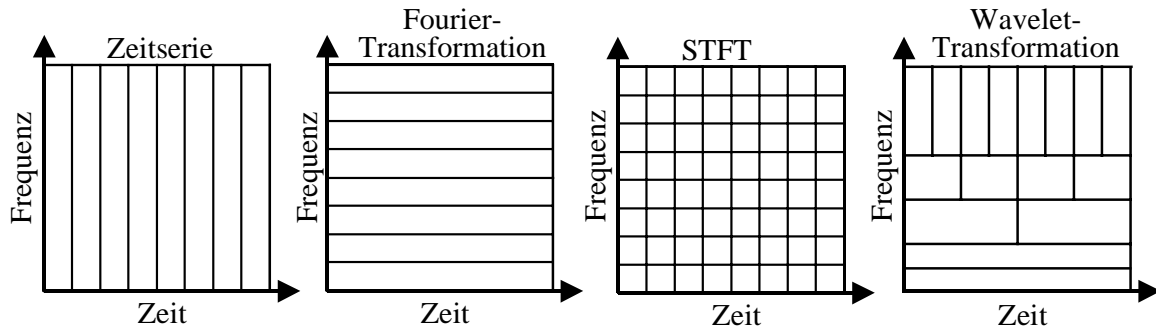 Zeitserie
Frequenz
Zeit
Fourier-
Transformation
Frequenz
Zeit
STFT
Frequenz
Zeit
Wavelet-
Transformation
Frequenz
Zeit